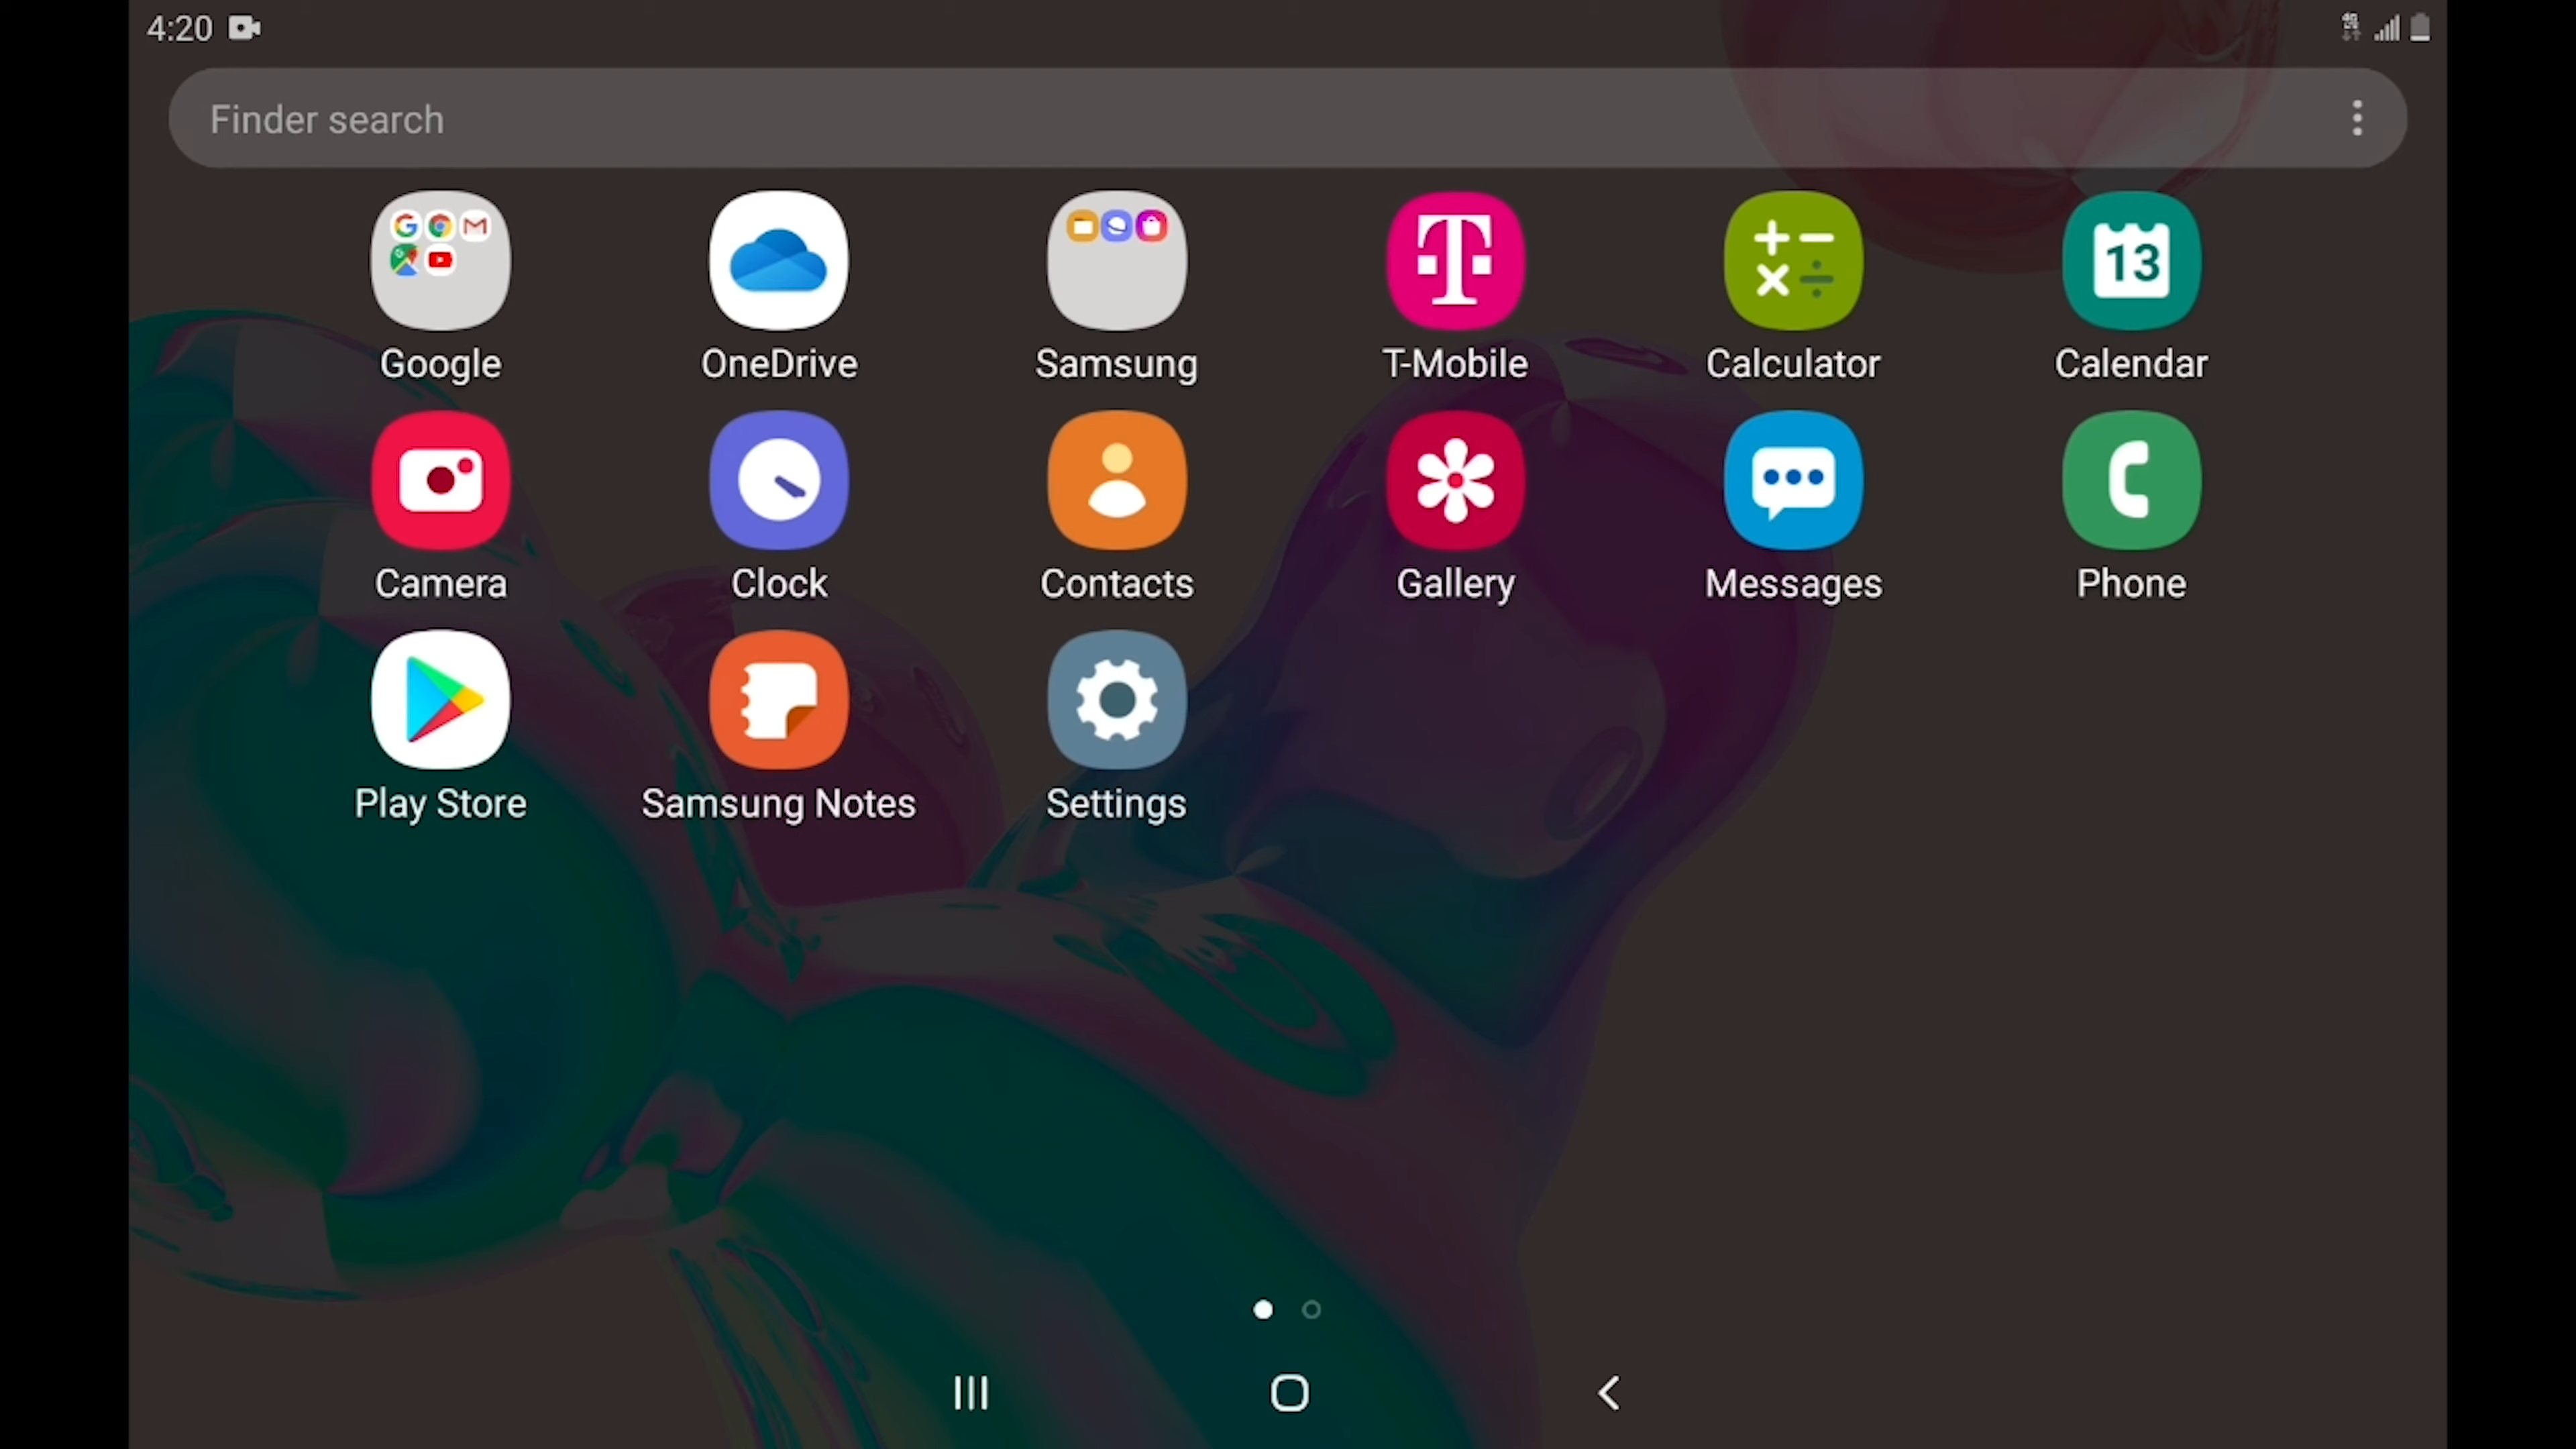 4:20
Finder search
13
Google
OneDrive
Samsung
T-Mobile
Calculator
Calendar
Camera
Clock
Contacts
Gallery
Messages
Phone
Play Store
Samsung Notes
Settings